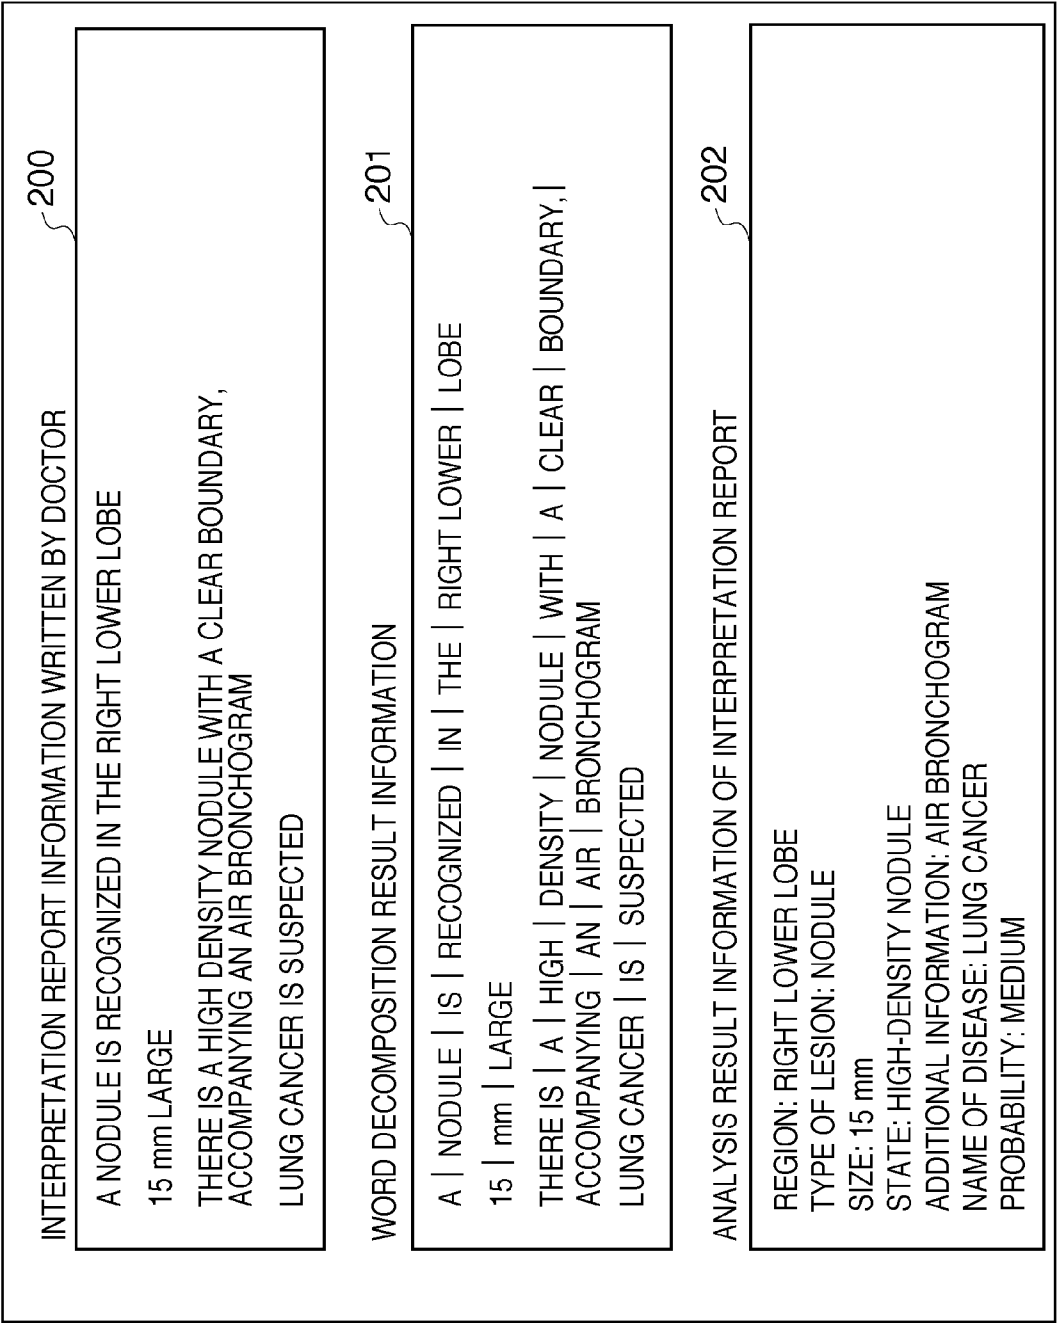 INTERPRETATION REPORT INFORMATION WRITTEN BY DOCTOR
200
A NODULE IS RECOGNIZED IN THE RIGHT LOWER LOBE
15 mm LARGE
THERE IS A HIGH DENSITY NODULE WITH A CLEAR BOUNDARY,
ACCOMPANYING AN AIR BRONCHOGRAM
LUNG CANCER IS SUSPECTED
WORD DECOMPOSITION RESULT INFORMATION
201
A | NODULE | IS | RECOGNIZED | IN | THE | RIGHT LOWER | LOBE
15 | mm | LARGE
THERE IS | A | HIGH | DENSITY | NODULE | WITH | A | CLEAR | BOUNDARY, |
ACCOMPANYING | AN | AIR | BRONCHOGRAM
LUNG CANCER | IS | SUSPECTED
ANALYSIS RESULT INFORMATION OF INTERPRETATION REPORT
202
REGION: RIGHT LOWER LOBE
TYPE OF LESION: NODULE
SIZE: 15 mm
STATE: HIGH-DENSITY NODULE
ADDITIONAL INFORMATION: AIR BRONCHOGRAM
NAME OF DISEASE: LUNG CANCER
PROBABILITY: MEDIUM